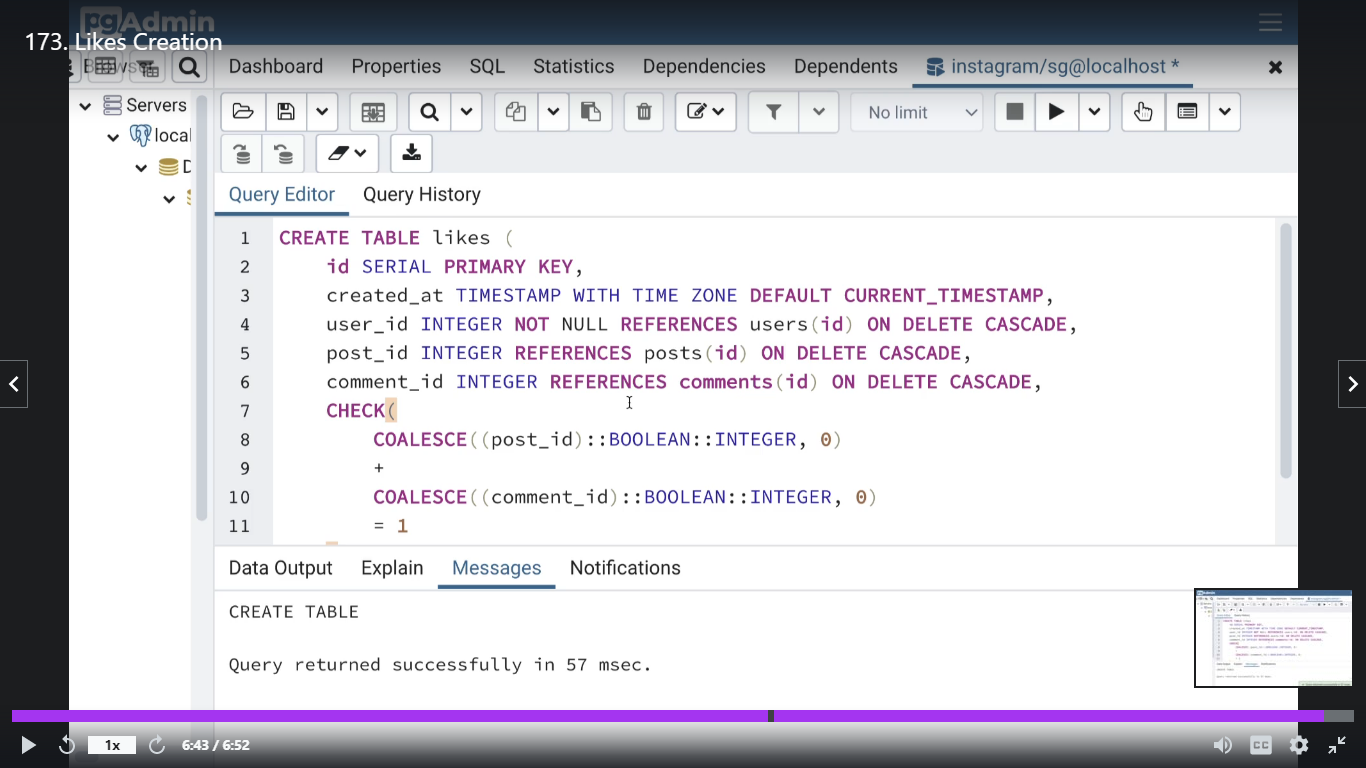 pgAdmin
173. Likes Creation
Browser
Dashboard Properties SQL Statistics Dependencies Dependents instagram/sg@localhost *
Servers
local
D
No limit
Query Editor Query History
1 CREATE TABLE likes (
2 id SERIAL PRIMARY KEY,
3 created_at TIMESTAMP WITH TIME ZONE DEFAULT CURRENT_TIMESTAMP,
4 user_id INTEGER NOT NULL REFERENCES users(id) ON DELETE CASCADE,
5 post_id INTEGER REFERENCES posts(id) ON DELETE CASCADE,
6 comment_id INTEGER REFERENCES comments(id) ON DELETE CASCADE,
7 CHECK(
8 COALESCE((post_id)::BOOLEAN::INTEGER, 0)
9 +
10 COALESCE((comment_id)::BOOLEAN::INTEGER, 0)
11 = 1
Data Output Explain Messages Notifications
CREATE TABLE
Query returned successfully in 57 msec.
1x 6:43 / 6:52 CC